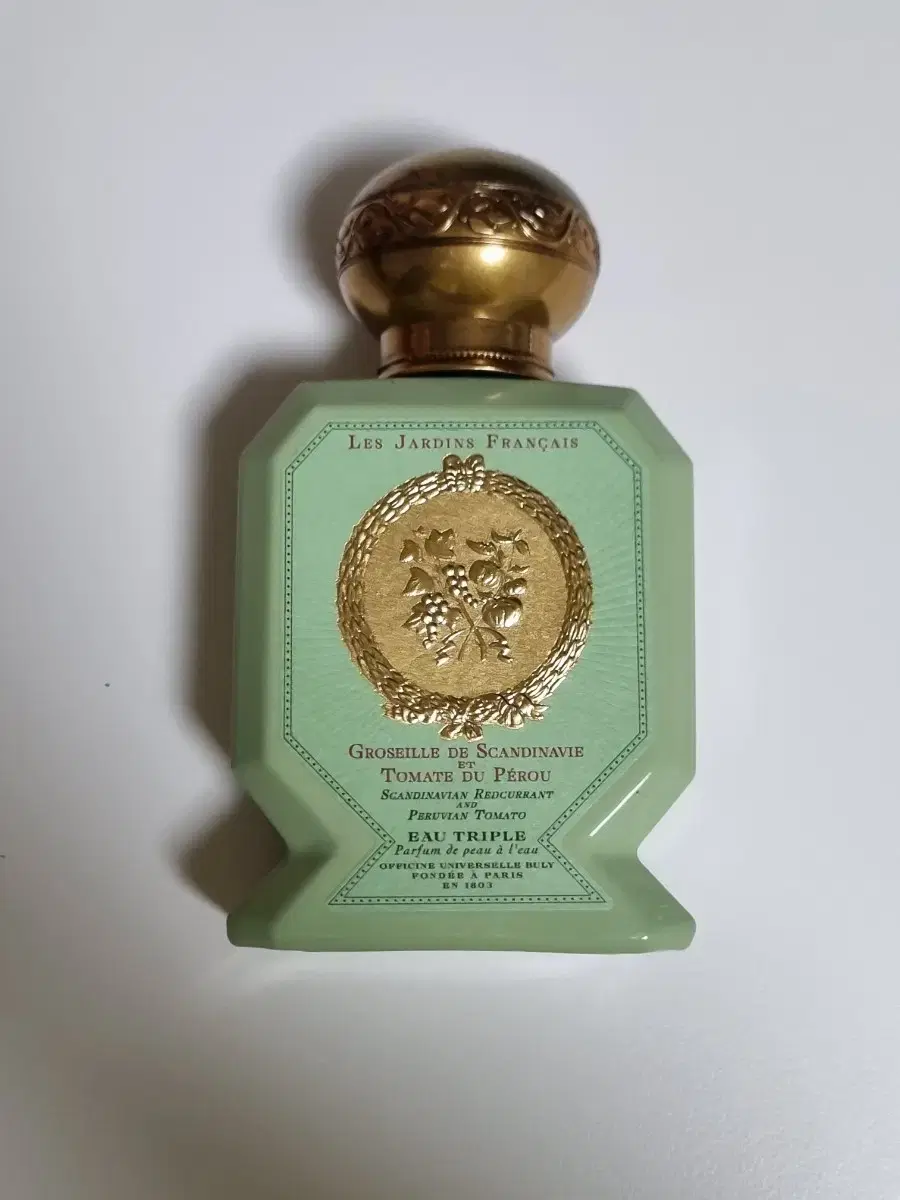 LES JARDINS FRANÇAIS
GROSEILLE DE SCANDINAVIE
ET
TOMATE DU PÉROU
SCANDINAVIAN REDCURRANT
AND
PERUVIAN TOMATO
EAU TRIPLE
Parfum de peau à l'eau
OFFICINE UNIVERSELLE BULY
FONDÉE À PARIS
EN 1803